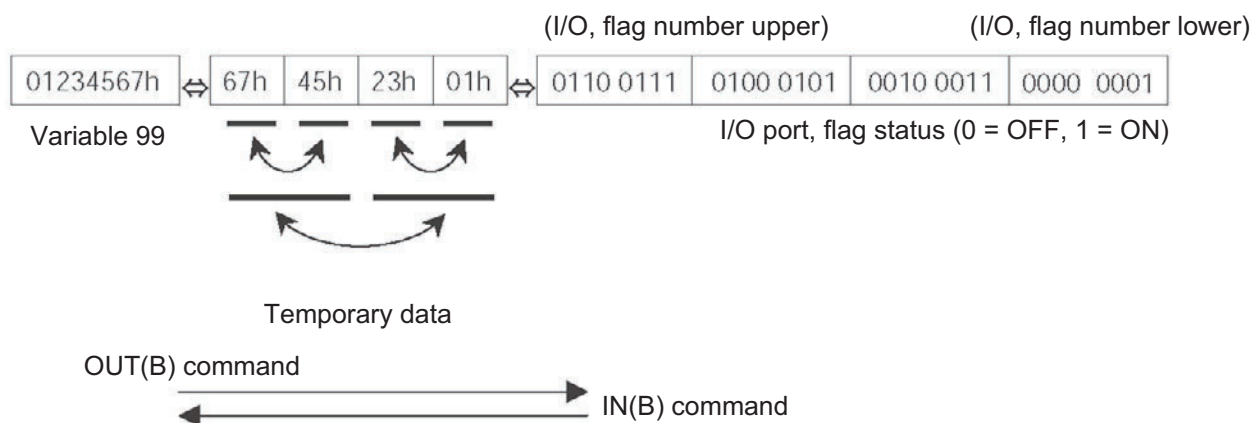 (I/O, flag number upper) (I/O, flag number lower)
01234567h ⇔ 67h 45h 23h 01h ⇔ 0110 0111 0100 0101 0010 0011 0000 0001
Variable 99 I/O port, flag status (0 = OFF, 1 = ON)
Temporary data
OUT(B) command
IN(B) command